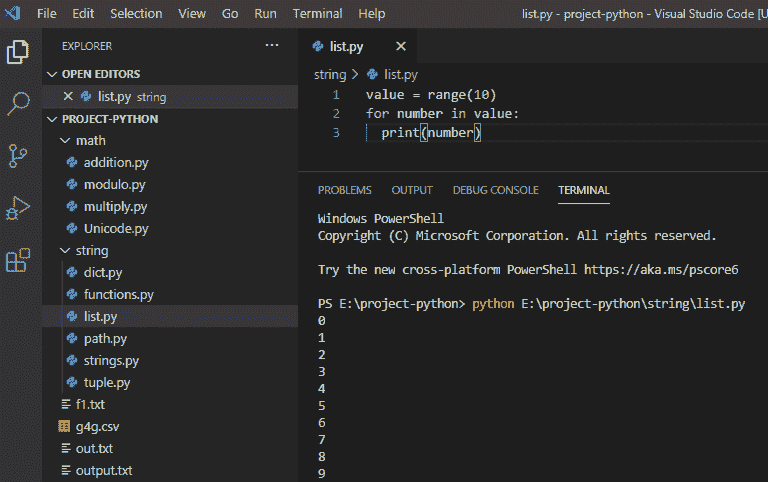 File Edit Selection View Go Run Terminal Help
list.py - project-python - Visual Studio Code [U
EXPLORER
OPEN EDITORS
list.py string
PROJECT-PYTHON
math
addition.py
modulo.py
multiply.py
Unicode.py
string
dict.py
functions.py
list.py
path.py
strings.py
tuple.py
f1.txt
g4g.csv
out.txt
output.txt
list.py
string > list.py
1 value = range(10)
2 for number in value:
3 print(number)
PROBLEMS OUTPUT DEBUG CONSOLE TERMINAL
Windows PowerShell
Copyright (C) Microsoft Corporation. All rights reserved.
Try the new cross-platform PowerShell https://aka.ms/pscore6
PS E:\project-python> python E:\project-python\string\list.py
0
1
2
3
4
5
6
7
8
9